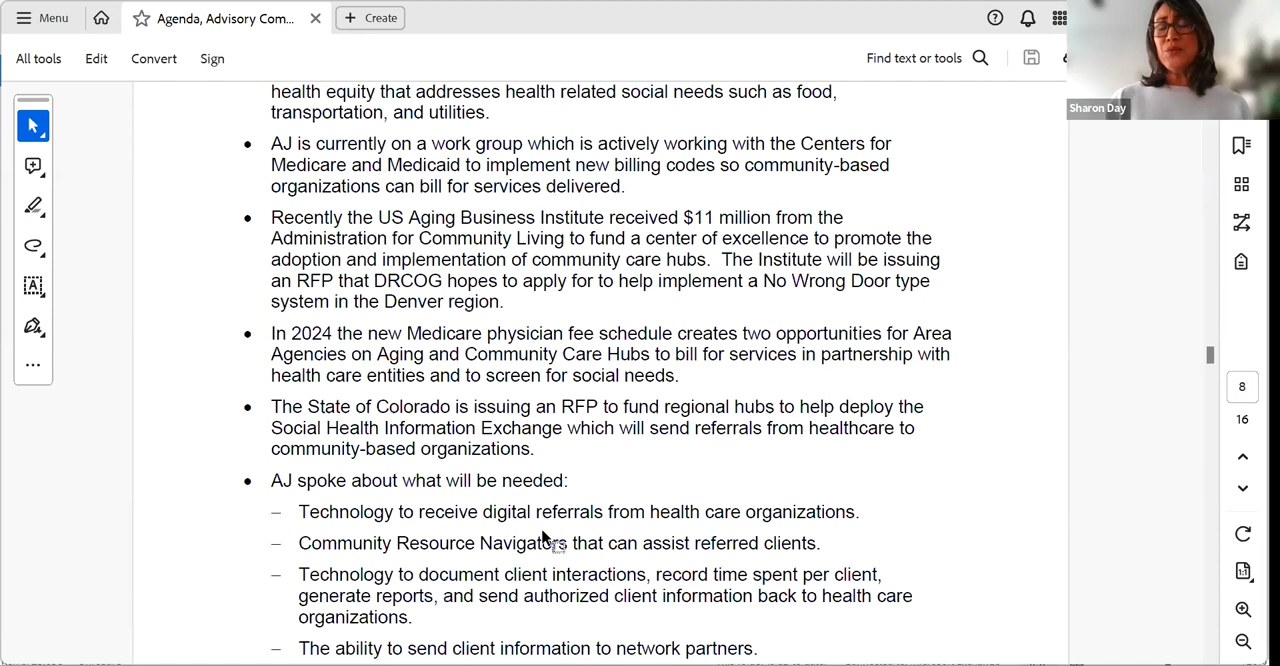 Menu
Agenda, Advisory Com...
Create
All tools
Edit
Convert
Sign
Find text or tools
Sharon Day
health equity that addresses health related social needs such as food,
transportation, and utilities.
• AJ is currently on a work group which is actively working with the Centers for
Medicare and Medicaid to implement new billing codes so community-based
organizations can bill for services delivered.
• Recently the US Aging Business Institute received $11 million from the
Administration for Community Living to fund a center of excellence to promote the
adoption and implementation of community care hubs. The Institute will be issuing
an RFP that DRCOG hopes to apply for to help implement a No Wrong Door type
system in the Denver region.
• In 2024 the new Medicare physician fee schedule creates two opportunities for Area
Agencies on Aging and Community Care Hubs to bill for services in partnership with
health care entities and to screen for social needs.
• The State of Colorado is issuing an RFP to fund regional hubs to help deploy the
Social Health Information Exchange which will send referrals from healthcare to
community-based organizations.
• AJ spoke about what will be needed:
– Technology to receive digital referrals from health care organizations.
– Community Resource Navigators that can assist referred clients.
– Technology to document client interactions, record time spent per client,
generate reports, and send authorized client information back to health care
organizations.
– The ability to send client information to network partners.
8
16
1:1